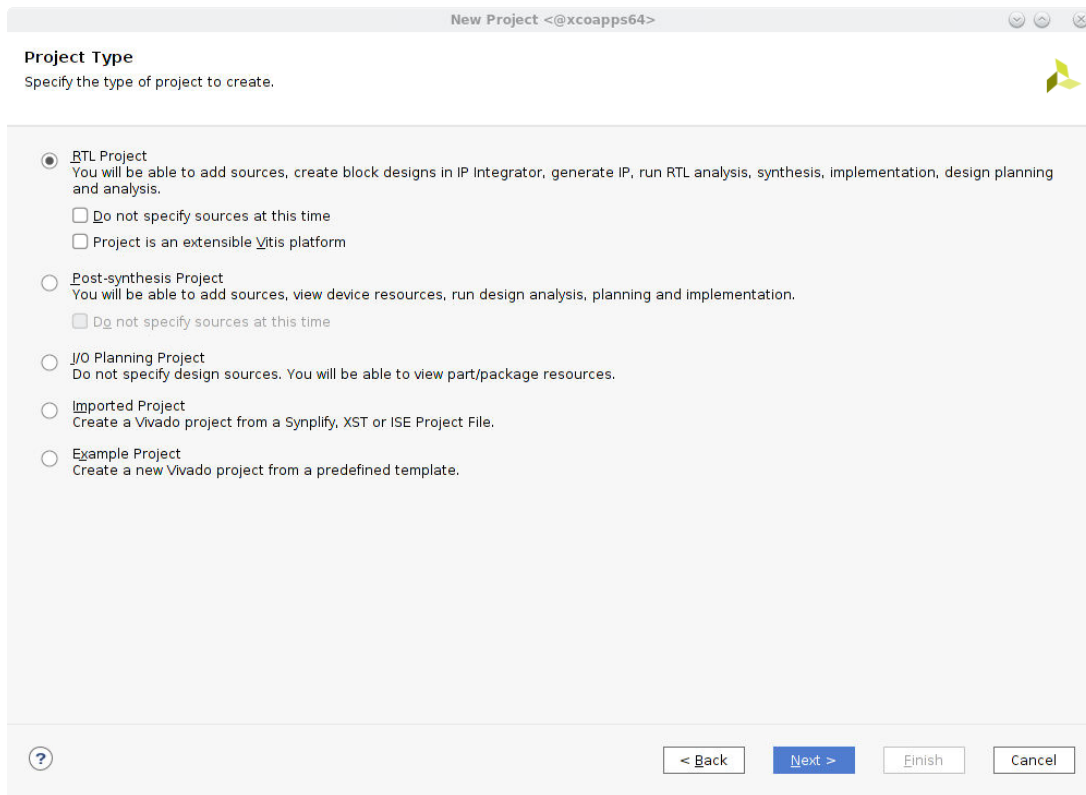 New Project <@xcoapps64>
Project Type
Specify the type of project to create.
RTL Project
You will be able to add sources, create block designs in IP Integrator, generate IP, run RTL analysis, synthesis, implementation, design planning
and analysis.
Do not specify sources at this time
Project is an extensible Vitis platform
Post-synthesis Project
You will be able to add sources, view device resources, run design analysis, planning and implementation.
Do not specify sources at this time
I/O Planning Project
Do not specify design sources. You will be able to view part/package resources.
Imported Project
Create a Vivado project from a Synplify, XST or ISE Project File.
Example Project
Create a new Vivado project from a predefined template.
?
< Back
Next >
Finish
Cancel